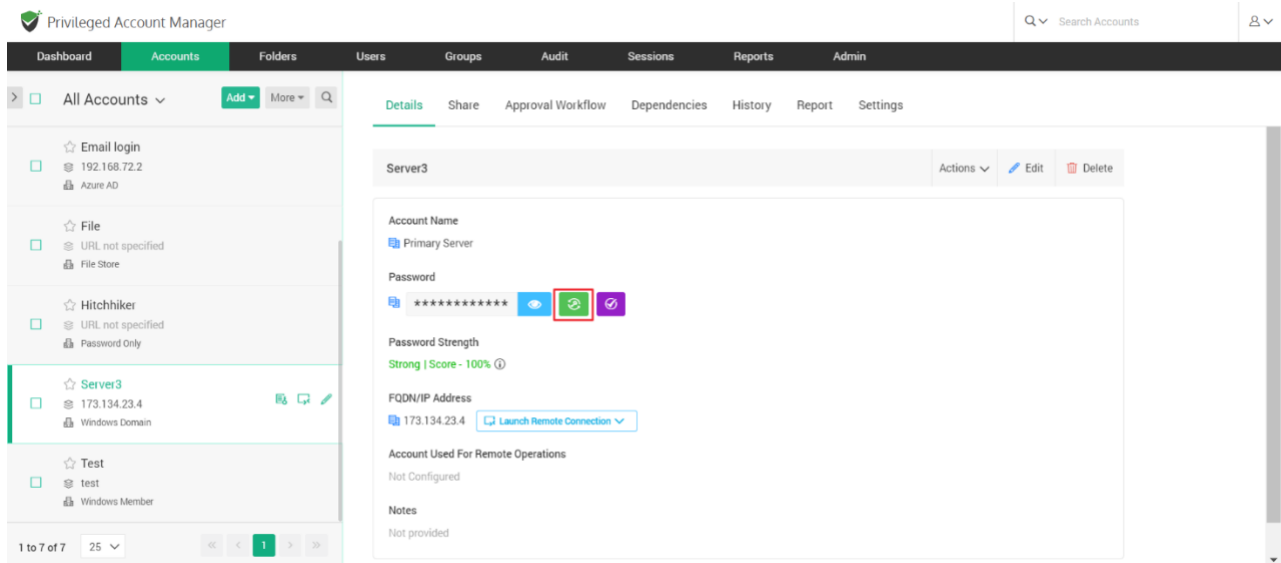 Privileged Account Manager
Search Accounts
Dashboard Accounts Folders Users Groups Audit Sessions Reports Admin
All Accounts
Add
More
Email login
192.168.72.2
Azure AD
File
URL not specified
File Store
Hitchhiker
URL not specified
Password Only
Server3
173.134.23.4
Windows Domain
Test
test
Windows Member
1 to 7 of 7
25
<< < 1 > >>
Details Share Approval Workflow Dependencies History Report Settings
Server3
Actions
Edit
Delete
Account Name
Primary Server
Password
************
Password Strength
Strong | Score - 100%
FQDN/IP Address
173.134.23.4
Launch Remote Connection
Account Used For Remote Operations
Not Configured
Notes
Not provided